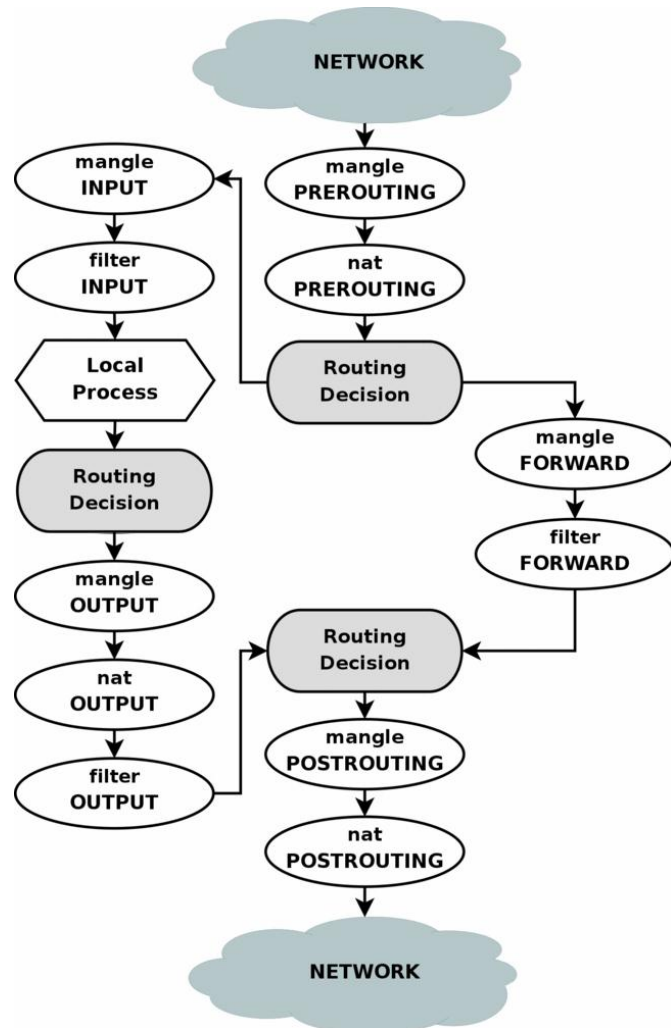 NETWORK
mangle
PREROUTING
nat
PREROUTING
Routing
Decision
mangle
INPUT
filter
INPUT
Local
Process
Routing
Decision
mangle
OUTPUT
nat
OUTPUT
filter
OUTPUT
mangle
FORWARD
filter
FORWARD
Routing
Decision
mangle
POSTROUTING
nat
POSTROUTING
NETWORK